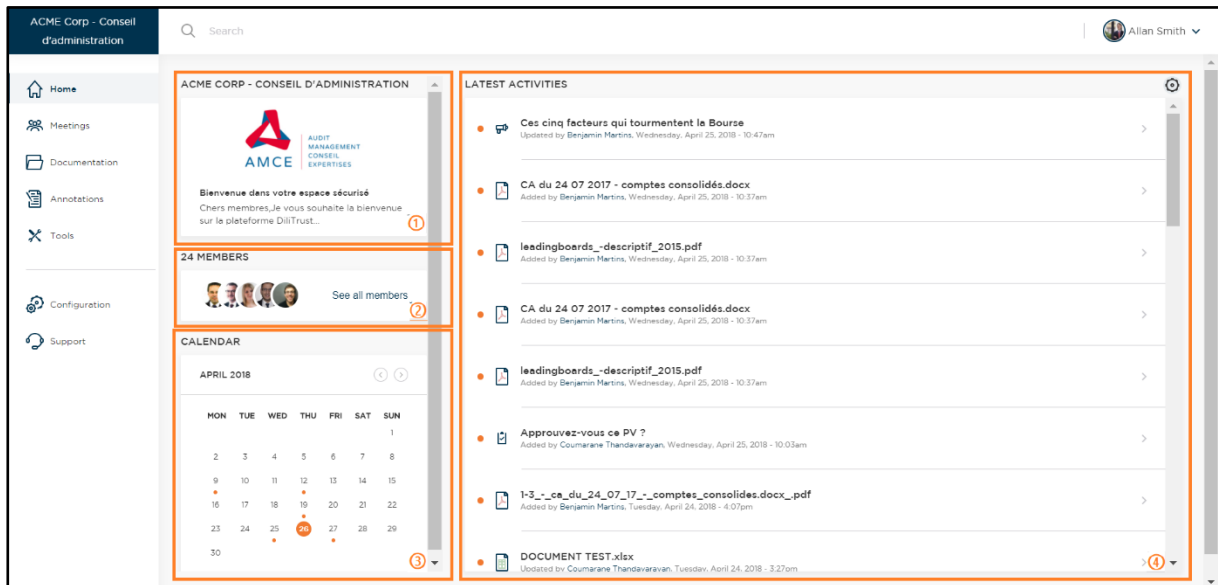 ACME Corp - Conseil
d'administration
Search
Allan Smith
Home
Meetings
Documentation
Annotations
Tools
Configuration
Support
ACME CORP - CONSEIL D'ADMINISTRATION
AMCE
AUDIT
MANAGEMENT
CONSEIL
EXPERTISES
Bienvenue dans votre espace sécurisé
Chers membres,Je vous souhaite la bienvenue
sur la plateforme DiliTrust...
1
24 MEMBERS
See all members
2
CALENDAR
APRIL 2018
MON TUE WED THU FRI SAT SUN
1
2 3 4 5 6 7 8
9 10 11 12 13 14 15
16 17 18 19 20 21 22
23 24 25 26 27 28 29
30
3
LATEST ACTIVITIES
Ces cinq facteurs qui tourmentent la Bourse
Updated by Benjamin Martins, Wednesday, April 25, 2018 - 10:47am
CA du 24 07 2017 - comptes consolidés.docx
Added by Benjamin Martins, Wednesday, April 25, 2018 - 10:37am
leadingboards_-descriptif_2015.pdf
Added by Benjamin Martins, Wednesday, April 25, 2018 - 10:37am
CA du 24 07 2017 - comptes consolidés.docx
Added by Benjamin Martins, Wednesday, April 25, 2018 - 10:37am
leadingboards_-descriptif_2015.pdf
Added by Benjamin Martins, Wednesday, April 25, 2018 - 10:37am
Approuvez-vous ce PV ?
Added by Coumarane Thandavarayan, Wednesday, April 25, 2018 - 10:03am
1-3_-_ca_du_24_07_17_-_comptes_consolides.docx_.pdf
Added by Benjamin Martins, Tuesday, April 24, 2018 - 4:07pm
DOCUMENT TEST.xlsx
Updated by Coumarane Thandavarayan, Tuesday, April 24, 2018 - 3:27pm
4